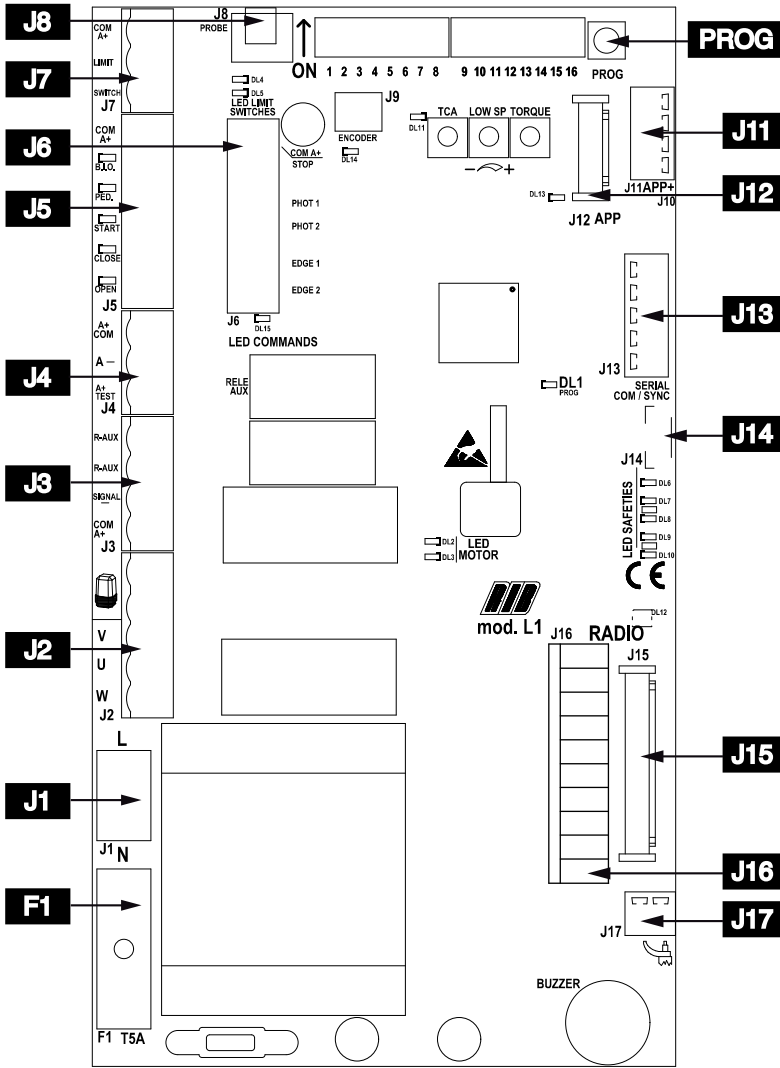 J8
J7
J6
J5
J4
J3
J2
J1
F1
PROG
J11
J12
J13
J14
J15
J16
J17
COM
A+
LIMIT
SWITCH
J7
COM
A+
B.I.O.
PED.
START
CLOSE
OPEN
J5
A+
COM
A –
A+
TEST
J4
R-AUX
R-AUX
SIGNAL
–
COM
A+
J3
V
U
W
J2
L
J1
N
F1 T5A
J8
PROBE
ON
1 2 3 4 5 6 7 8 9 10 11 12 13 14 15 16
PROG
DL4
DL5
LED LIMIT
SWITCHES
J9
ENCODER
DL14
COM A+
STOP
PHOT 1
PHOT 2
EDGE 1
EDGE 2
J6
DL15
LED COMMANDS
DL11
TCA LOW SP TORQUE
– +
DL13
J12 APP
J11 APP+
J10
J13
SERIAL
COM / SYNC
RELE
AUX
DL1
PROG
J14
LED SAFETIES
DL6
DL7
DL8
DL9
DL10
CE
DL2
DL3
LED
MOTOR
mod. L1
DL12
J16
RADIO
J15
J17
BUZZER